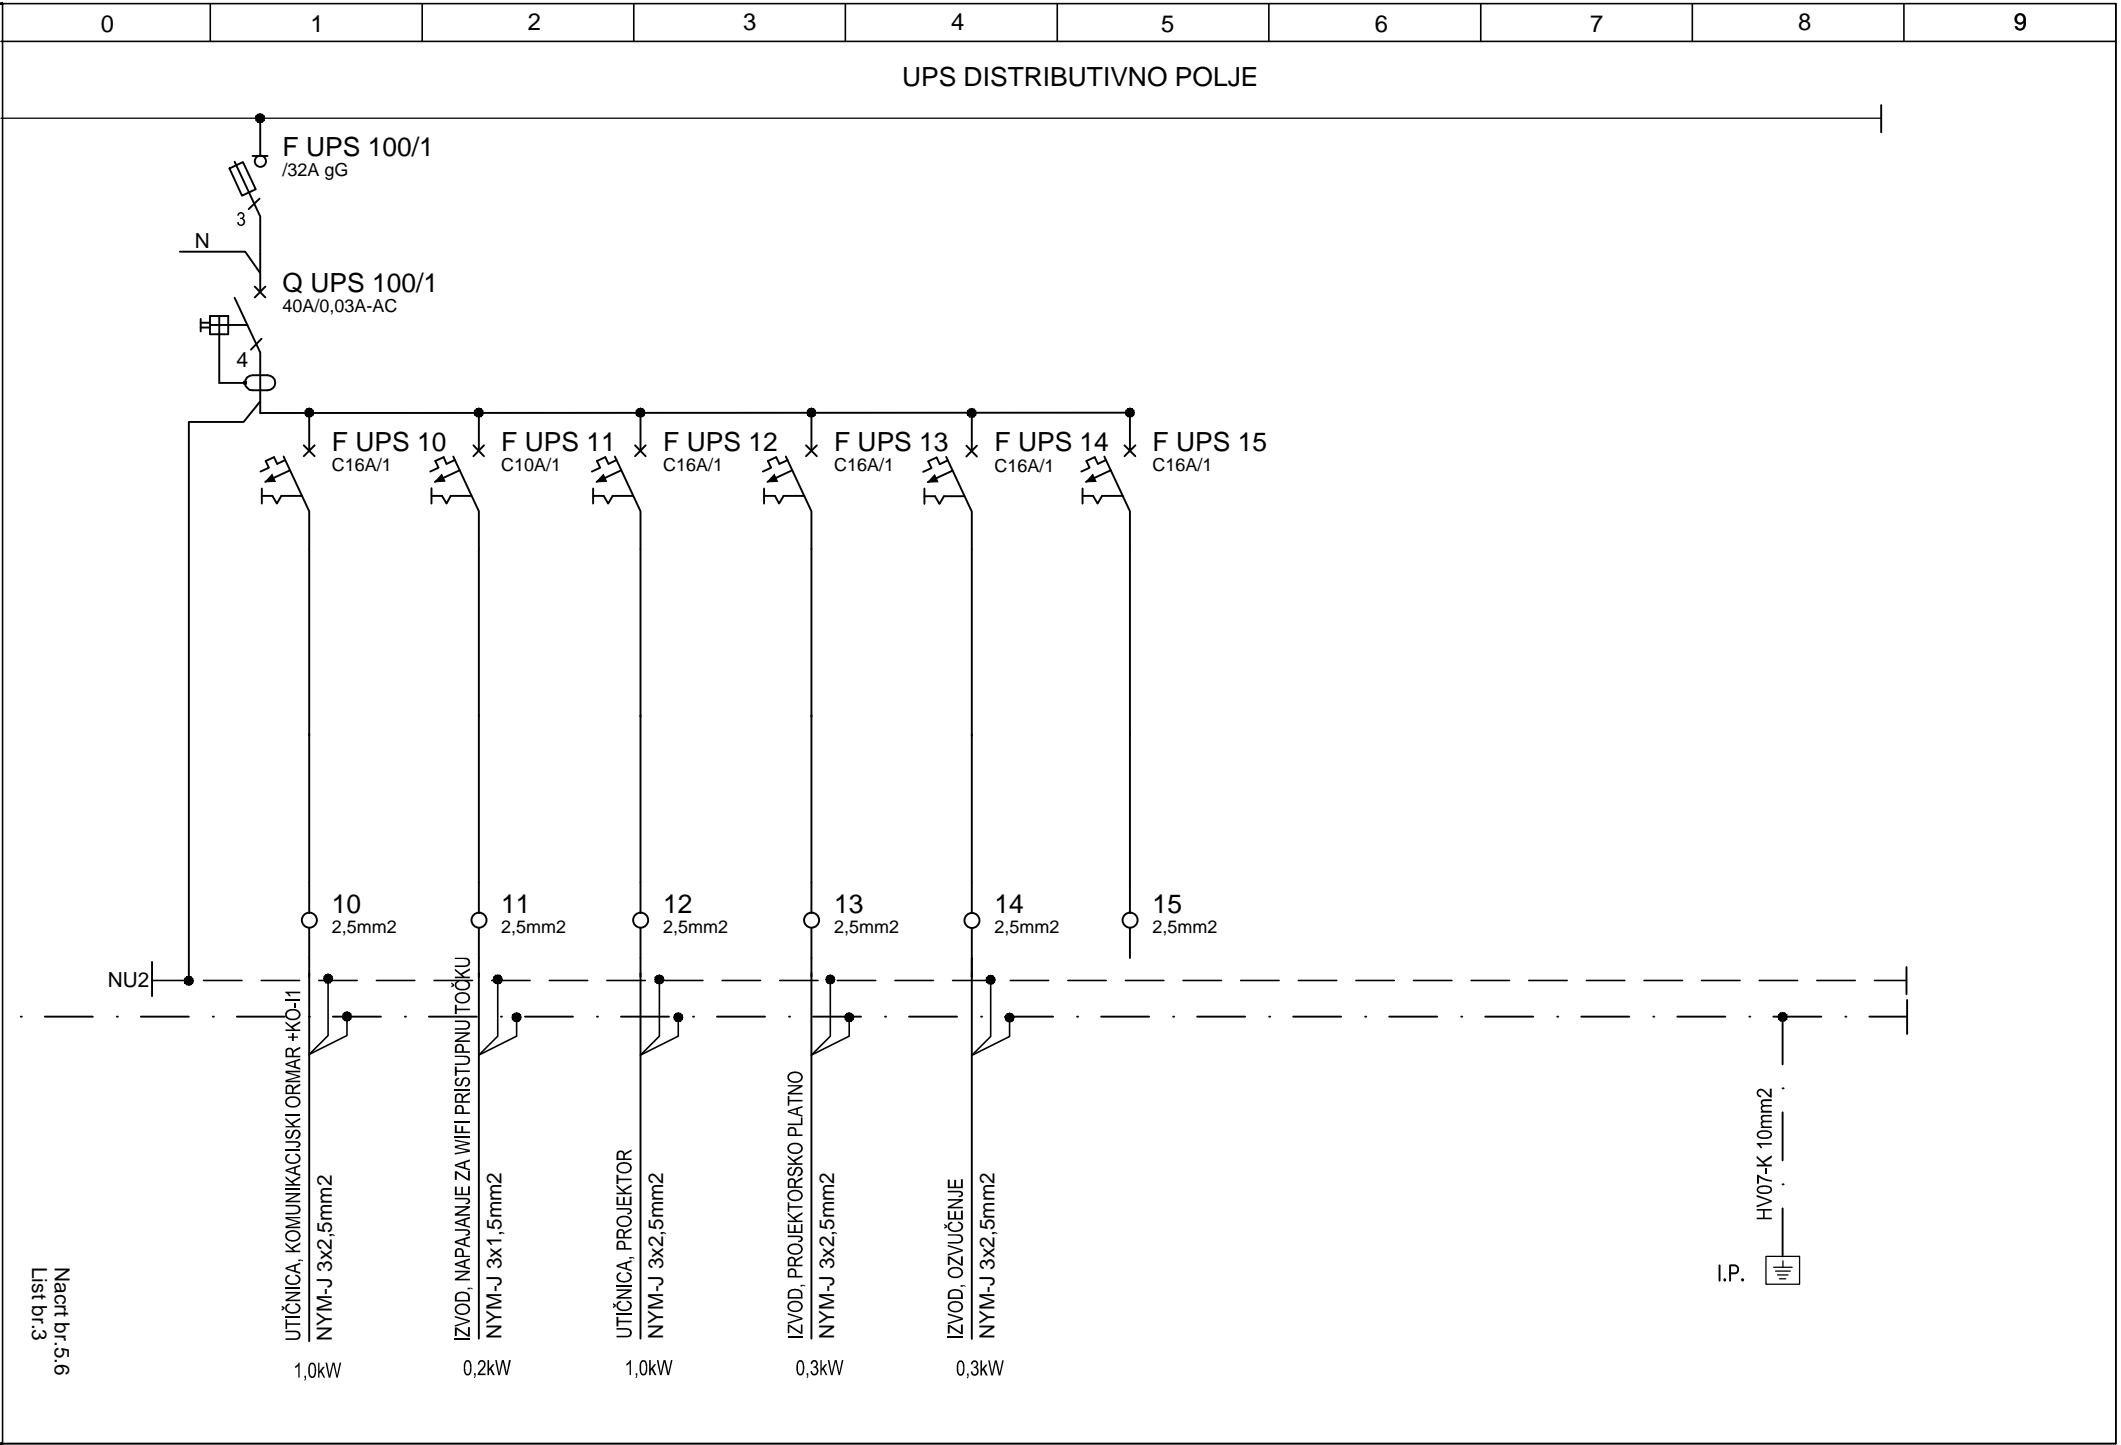 0 1 2 3 4 5 6 7 8 9
UPS DISTRIBUTIVNO POLJE
F UPS 100/1
/32A gG
3
N
Q UPS 100/1
40A/0,03A-AC
4
F UPS 10
C16A/1
F UPS 11
C10A/1
F UPS 12
C16A/1
F UPS 13
C16A/1
F UPS 14
C16A/1
F UPS 15
C16A/1
10
2,5mm2
11
2,5mm2
12
2,5mm2
13
2,5mm2
14
2,5mm2
15
2,5mm2
NU2
UTIČNICA, KOMUNIKACIJSKI ORMAR +KO-I1
NYM-J 3x2,5mm2
1,0kW
IZVOD, NAPAJANJE ZA WIFI PRISTUPNU TOČKU
NYM-J 3x1,5mm2
0,2kW
UTIČNICA, PROJEKTOR
NYM-J 3x2,5mm2
1,0kW
IZVOD, PROJEKTORSKO PLATNO
NYM-J 3x2,5mm2
0,3kW
IZVOD, OZVUČENJE
NYM-J 3x2,5mm2
0,3kW
HV07-K 10mm2
I.P.
Nacrt br.5.6
List br.3